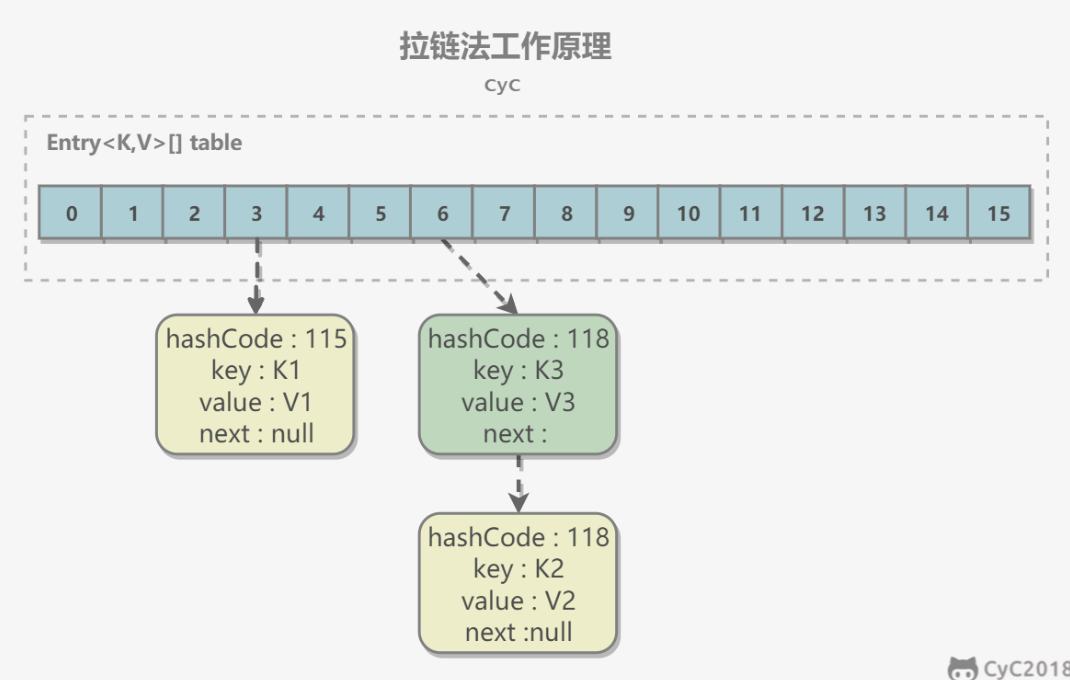 拉链法工作原理
CyC
Entry<K,V>[] table
0 1 2 3 4 5 6 7 8 9 10 11 12 13 14 15
hashCode : 115
key : K1
value : V1
next : null
hashCode : 118
key : K3
value : V3
next :
hashCode : 118
key : K2
value : V2
next :null
CyC2018